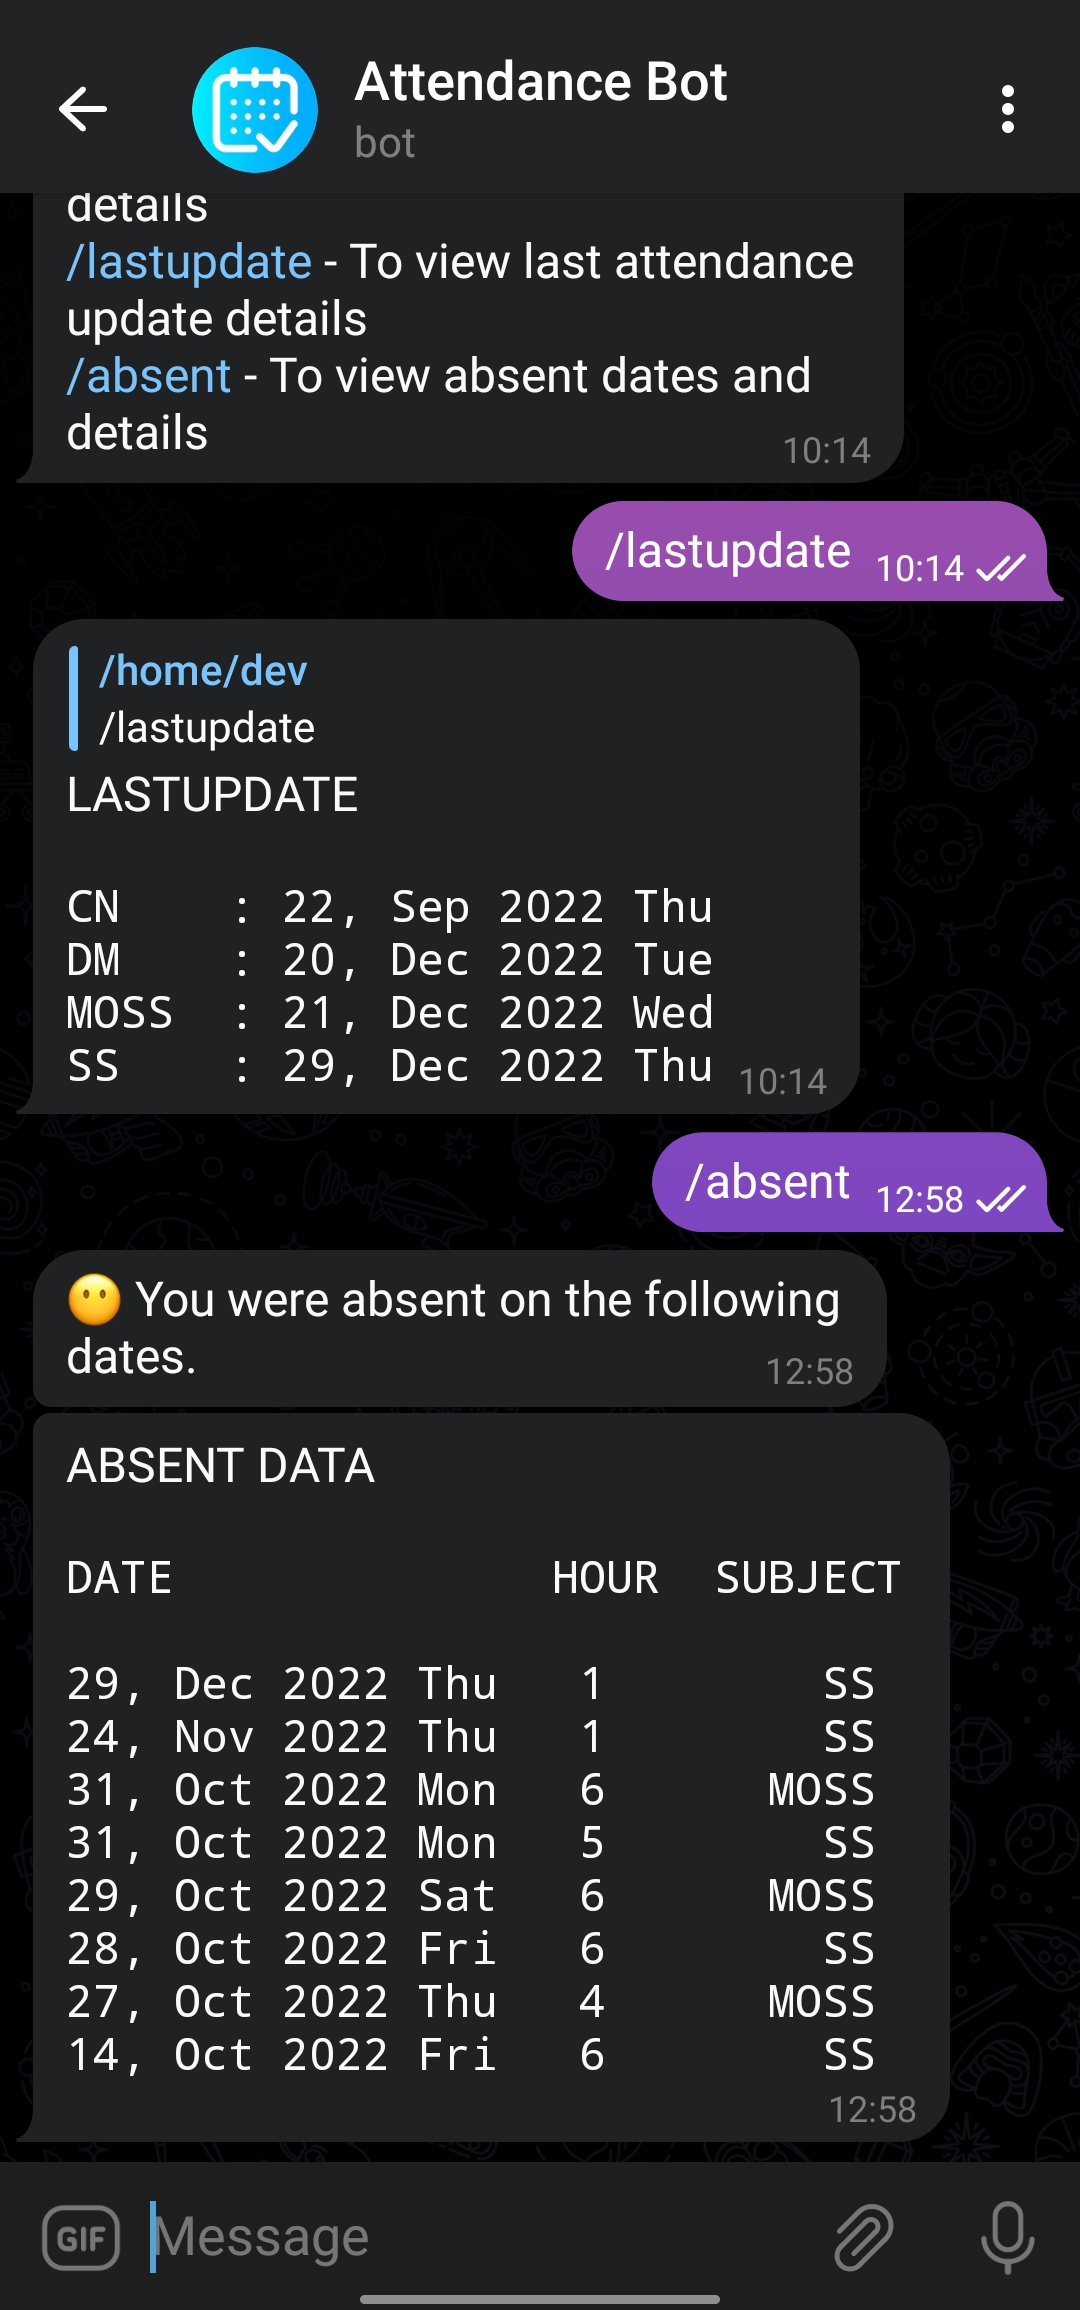 Attendance Bot
bot
details
/lastupdate - To view last attendance
update details
/absent - To view absent dates and
details
10:14
/lastupdate 10:14
/home/dev
/lastupdate
LASTUPDATE
CN : 22, Sep 2022 Thu
DM : 20, Dec 2022 Tue
MOSS : 21, Dec 2022 Wed
SS : 29, Dec 2022 Thu 10:14
/absent 12:58
😶 You were absent on the following
dates.
12:58
ABSENT DATA
DATE HOUR SUBJECT
29, Dec 2022 Thu 1 SS
24, Nov 2022 Thu 1 SS
31, Oct 2022 Mon 6 MOSS
31, Oct 2022 Mon 5 SS
29, Oct 2022 Sat 6 MOSS
28, Oct 2022 Fri 6 SS
27, Oct 2022 Thu 4 MOSS
14, Oct 2022 Fri 6 SS
12:58
GIF Message